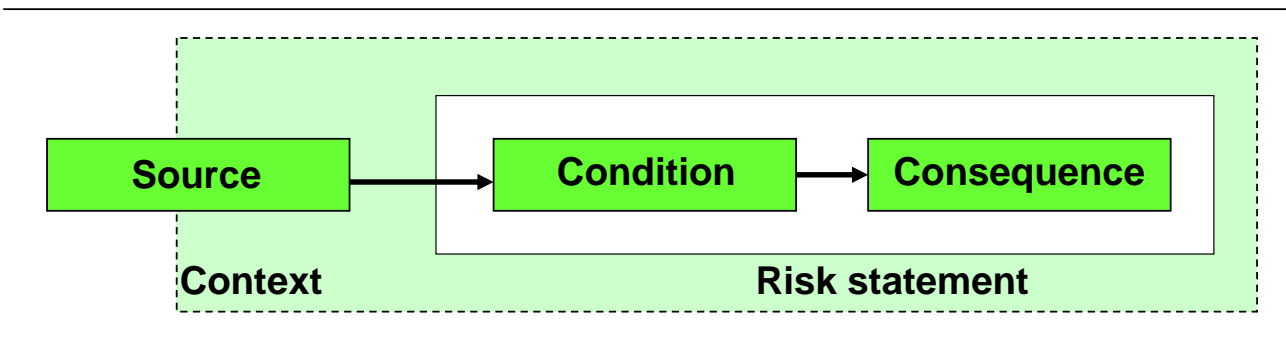 Source
Condition
Consequence
Context
Risk statement